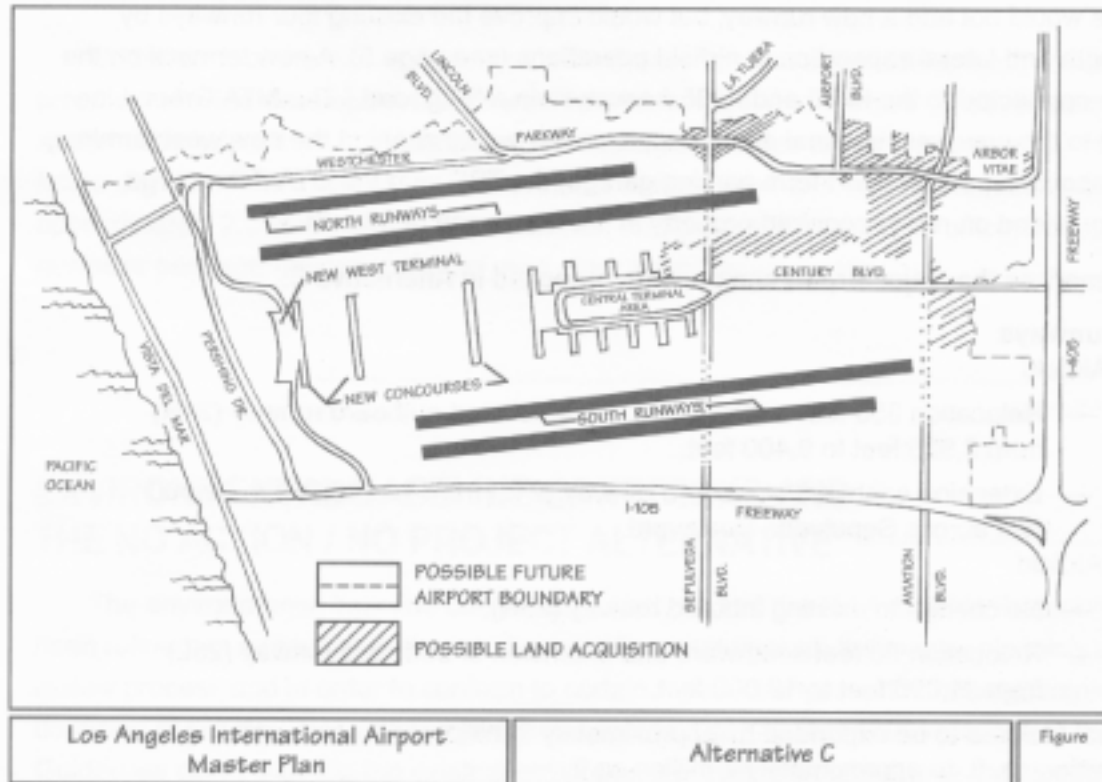 LINCOLN
BLVD.
LA TIJERA
BLVD.
AIRPORT
BLVD.
WESTCHESTER
PARKWAY
ARBOR
VITAE
FREEWAY
NORTH RUNWAYS
NEW WEST TERMINAL
CENTURY BLVD.
CENTRAL TERMINAL
AREA
I-405
PERSHING DR.
VISTA DEL
MAR
NEW CONCOURSES
SOUTH RUNWAYS
PACIFIC
OCEAN
I-105
FREEWAY
SEPULVEDA
BLVD.
AVIATION
BLVD.
POSSIBLE FUTURE
AIRPORT BOUNDARY
POSSIBLE LAND ACQUISITION
Los Angeles International Airport
Master Plan
Alternative C
Figure